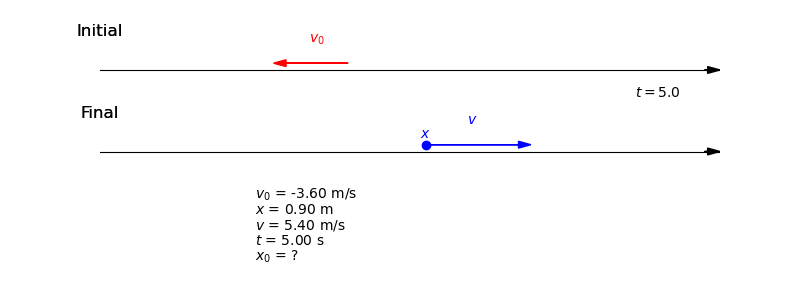 Initial
v₀
t = 5.0
Final
v
x
v₀ = -3.60 m/s
x = 0.90 m
v = 5.40 m/s
t = 5.00 s
x₀ = ?